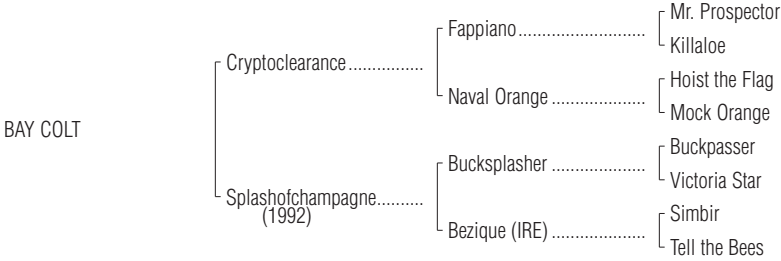 Mr. Prospector
Fappiano...........................
Killaloe
Cryptoclearance................
Hoist the Flag
Naval Orange ....................
Mock Orange
BAY COLT
Buckpasser
Bucksplasher ....................
Victoria Star
Splashofchampagne..........
(1992)
Simbir
Bezique (IRE) ....................
Tell the Bees